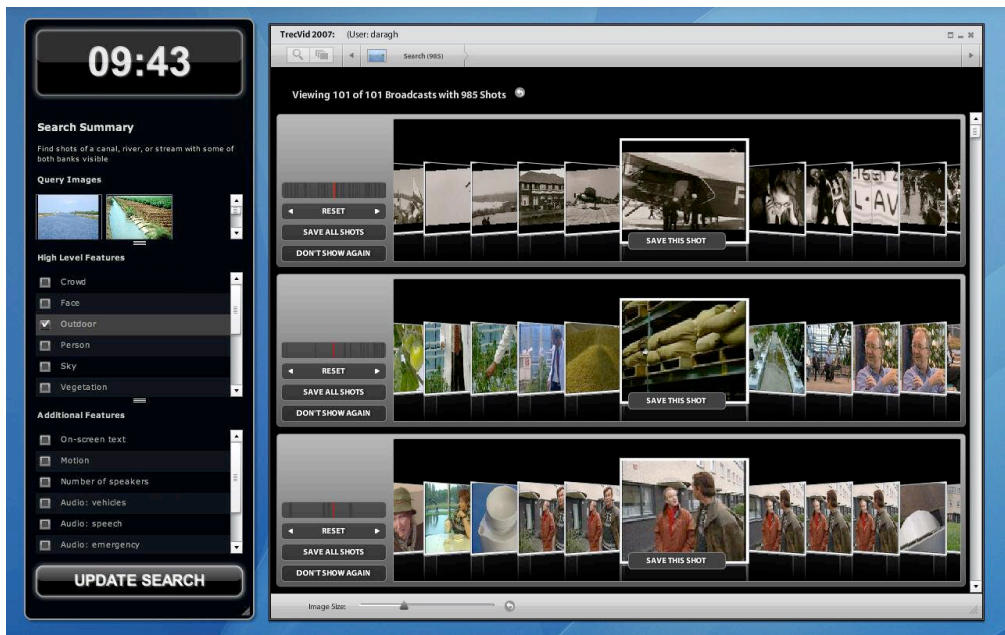 09:43
Search Summary
Find shots of a canal, river, or stream with some of
both banks visible
Query Images
High Level Features
Crowd
Face
Outdoor
Person
Sky
Vegetation
Additional Features
On-screen text
Motion
Number of speakers
Audio: vehicles
Audio: speech
Audio: emergency
UPDATE SEARCH
TrecVid 2007: (User: daragh
Search (985)
Viewing 101 of 101 Broadcasts with 985 Shots
RESET
SAVE ALL SHOTS
DON'T SHOW AGAIN
F
L·AV
SAVE THIS SHOT
RESET
SAVE ALL SHOTS
DON'T SHOW AGAIN
SAVE THIS SHOT
RESET
SAVE ALL SHOTS
DON'T SHOW AGAIN
SAVE THIS SHOT
Image Size: